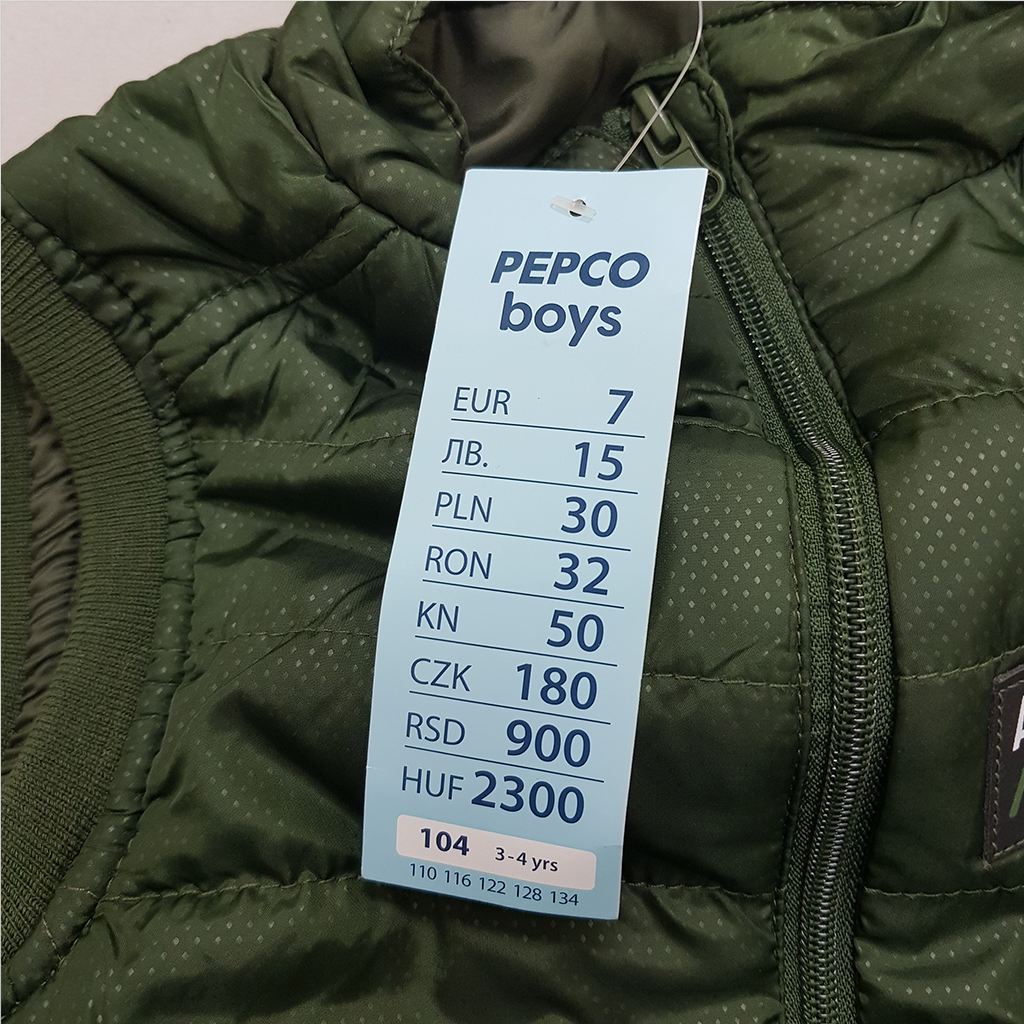 PEPCO
boys
EUR 7
ЛВ. 15
PLN 30
RON 32
KN 50
CZK 180
RSD 900
HUF 2300
104 3-4 yrs
110 116 122 128 134